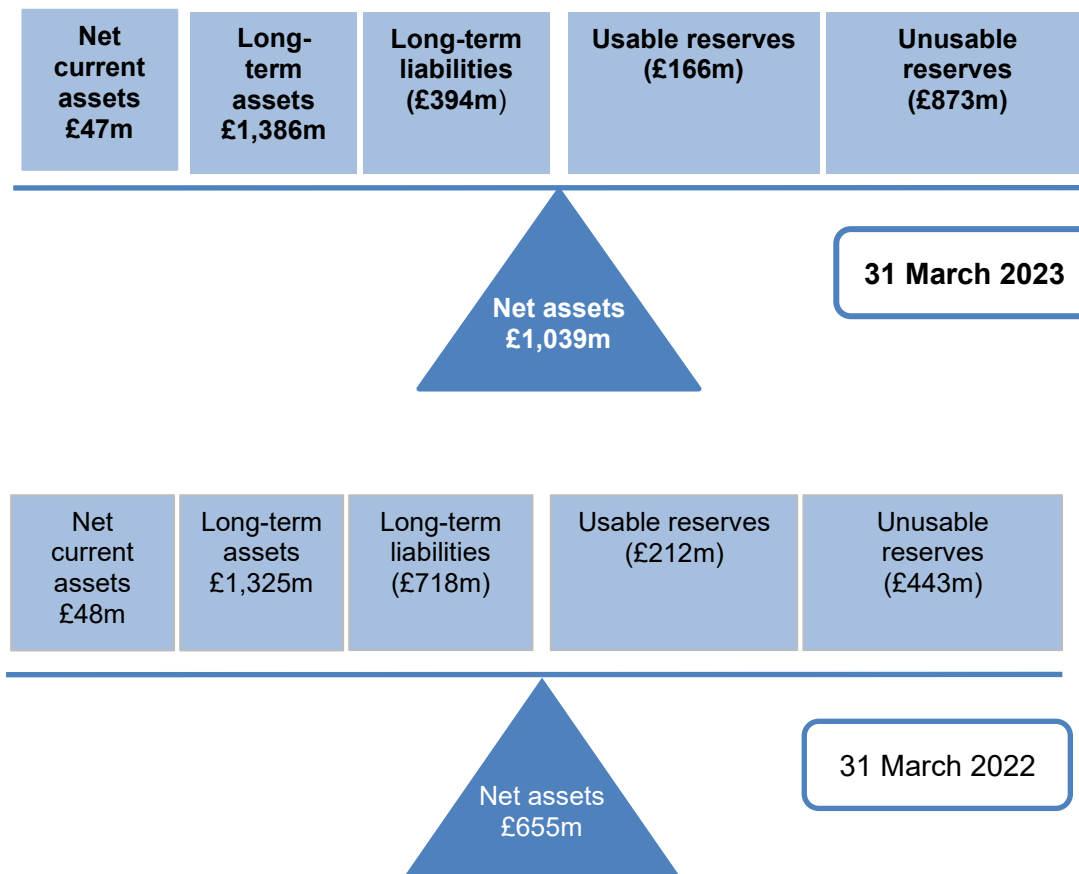 Net
current
assets
£47m
Long-
term
assets
£1,386m
Long-term
liabilities
(£394m)
Usable reserves
(£166m)
Unusable
reserves
(£873m)
31 March 2023
Net assets
£1,039m
Net
current
assets
£48m
Long-term
assets
£1,325m
Long-term
liabilities
(£718m)
Usable reserves
(£212m)
Unusable
reserves
(£443m)
31 March 2022
Net assets
£655m